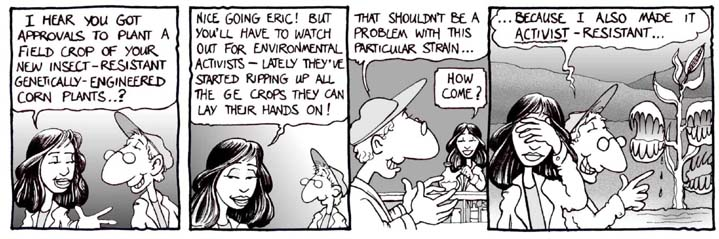 I HEAR YOU GOT
APPROVALS TO PLANT A
FIELD CROP OF YOUR
NEW INSECT-RESISTANT
GENETICALLY-ENGINEERED
CORN PLANTS..?
NICE GOING ERIC! BUT
YOU'LL HAVE TO WATCH
OUT FOR ENVIRONMENTAL
ACTIVISTS – LATELY THEY'VE
STARTED RIPPING UP ALL
THE GE CROPS THEY CAN
LAY THEIR HANDS ON!
THAT SHOULDN'T BE A
PROBLEM WITH THIS
PARTICULAR STRAIN...
HOW
COME?
...BECAUSE I ALSO MADE IT
ACTIVIST-RESISTANT...